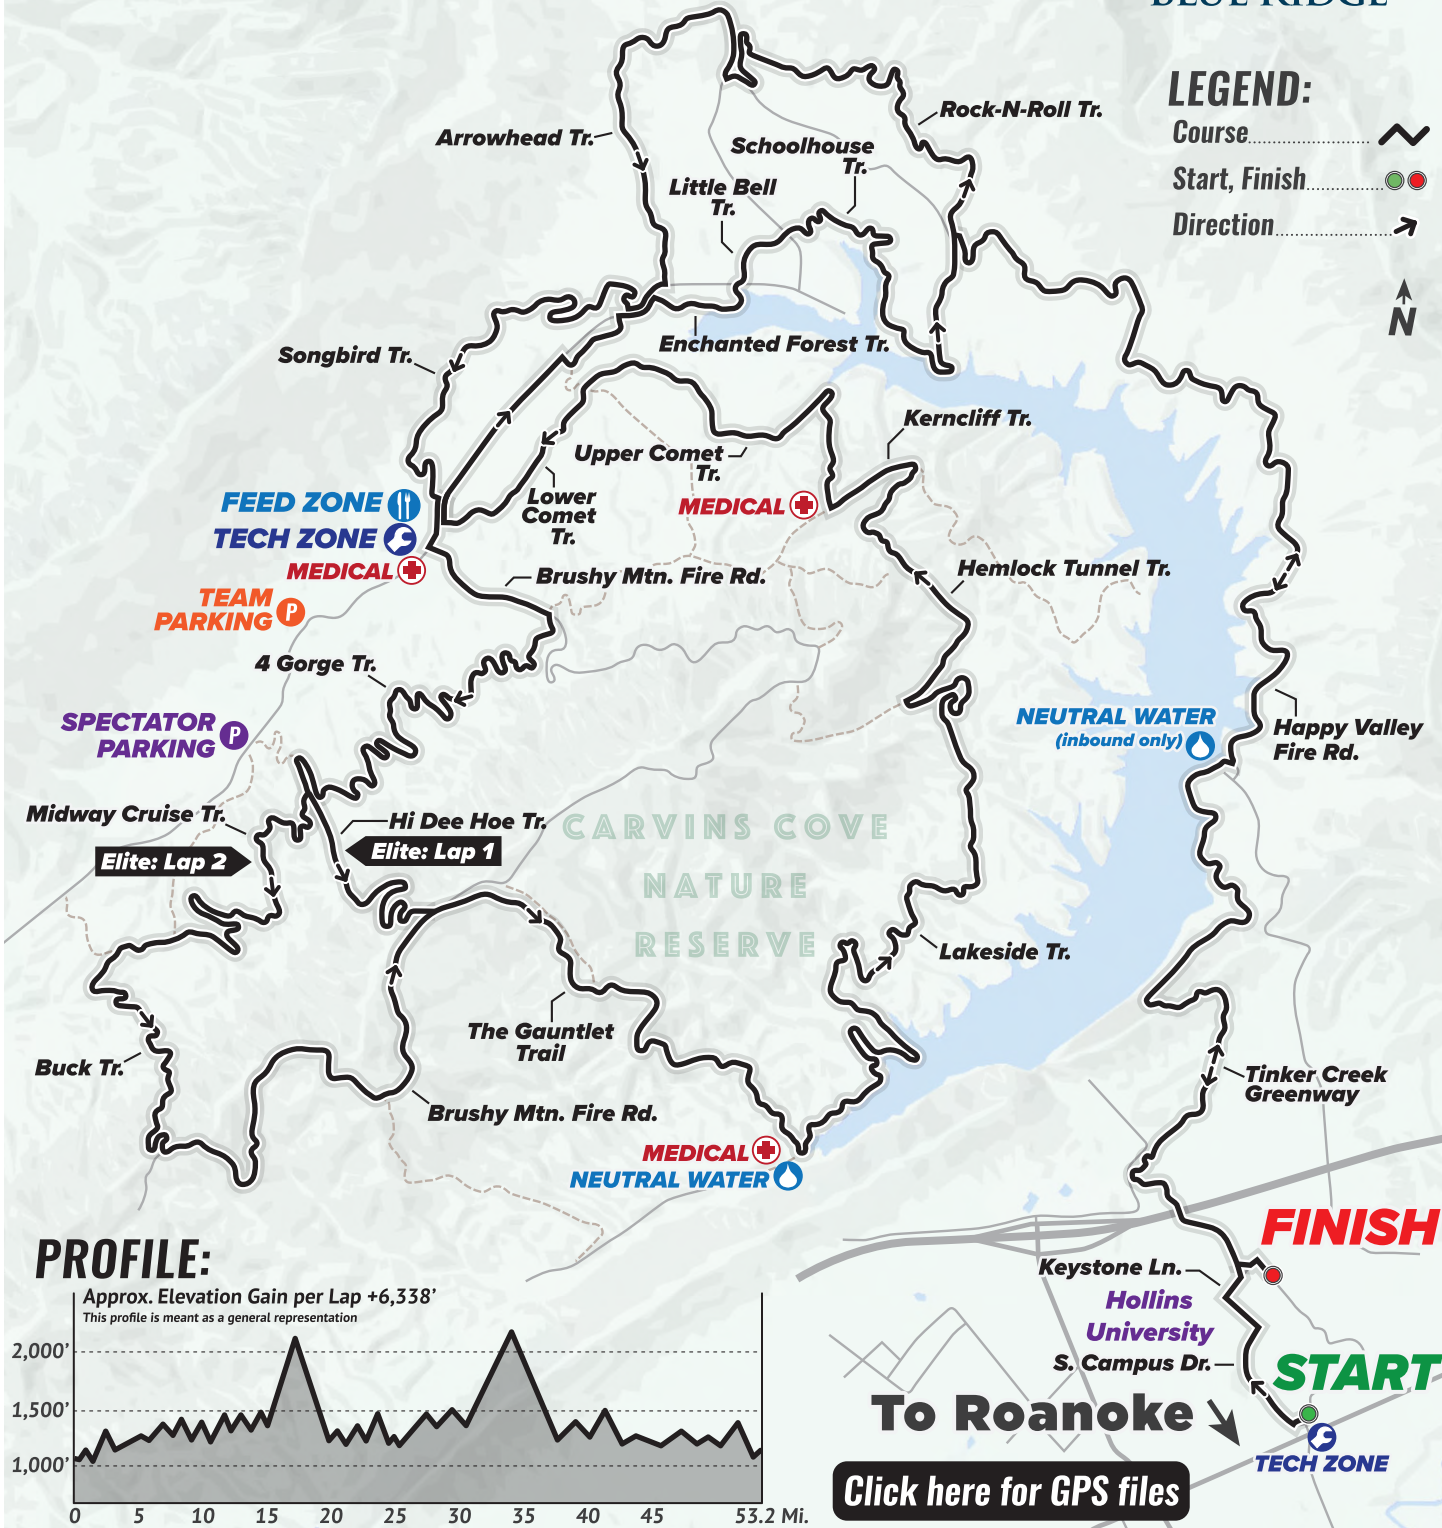 BLUE RIDGE
LEGEND:
Course
Start, Finish
Direction
N
Rock-N-Roll Tr.
Arrowhead Tr.
Schoolhouse
Tr.
Little Bell
Tr.
Enchanted Forest Tr.
Songbird Tr.
Kerncliff Tr.
Upper Comet
Tr.
Lower
Comet
Tr.
MEDICAL
FEED ZONE
TECH ZONE
MEDICAL
TEAM
PARKING
P
Brushy Mtn. Fire Rd.
Hemlock Tunnel Tr.
4 Gorge Tr.
SPECTATOR
PARKING
P
NEUTRAL WATER
(inbound only)
Happy Valley
Fire Rd.
Midway Cruise Tr.
Hi Dee Hoe Tr.
Elite: Lap 1
Elite: Lap 2
CARVINS COVE
NATURE
RESERVE
Lakeside Tr.
The Gauntlet
Trail
Buck Tr.
Brushy Mtn. Fire Rd.
Tinker Creek
Greenway
MEDICAL
NEUTRAL WATER
FINISH
Keystone Ln.
Hollins
University
S. Campus Dr.
START
To Roanoke
TECH ZONE
Click here for GPS files
PROFILE:
Approx. Elevation Gain per Lap +6,338’
This profile is meant as a general representation
2,000’
1,500’
1,000’
0 5 10 15 20 25 30 35 40 45 53.2 Mi.